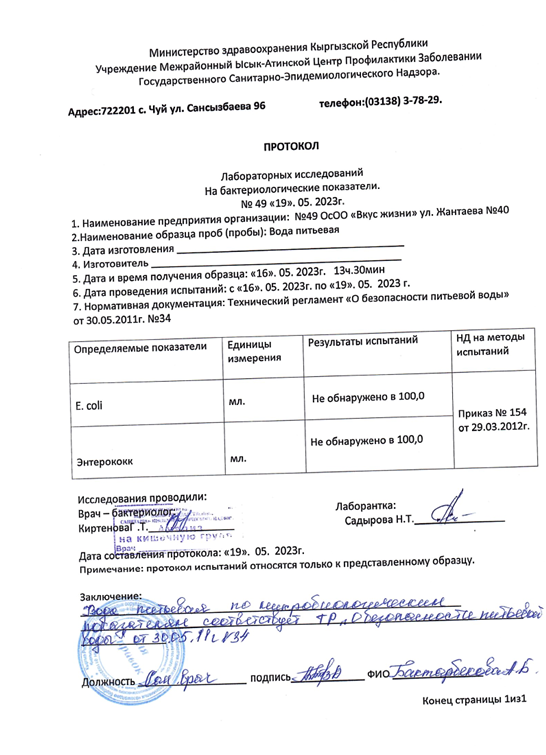 Министерство здравоохранения Кыргызской Республики
Учреждение Межрайонный Ысык-Атинской Центр Профилактики Заболевании
Государственного Санитарно-Эпидемиологического Надзора.
Адрес:722201 с. Чуй ул. Сансызбаева 96 телефон:(03138) 3-78-29.
ПРОТОКОЛ
Лабораторных исследований
На бактериологические показатели.
№ 49 «19». 05. 2023г.
1. Наименование предприятия организации: №49 ОсОО «Вкус жизни» ул. Жантаева №40
2.Наименование образца проб (пробы): Вода питьевая
3. Дата изготовления
4. Изготовитель
5. Дата и время получения образца: «16». 05. 2023г. 13ч.30мин
6. Дата проведения испытаний: с «16». 05. 2023г. по «19». 05. 2023 г.
7. Нормативная документация: Технический регламент «О безопасности питьевой воды»
от 30.05.2011г. №34
Определяемые показатели Единицы измерения Результаты испытаний НД на методы испытаний
E. coli мл. Не обнаружено в 100,0 Приказ № 154 от 29.03.2012г.
Энтерококк мл. Не обнаружено в 100,0
Исследования проводили:
Врач – бактериолог: Лаборантка:
КиртеноваГ.Т. Садырова Н.Т.
на кишечную группу
Врач
Дата составления протокола: «19». 05. 2023г.
Примечание: протокол испытаний относятся только к представленному образцу.
Заключение:
"Вода питьевая по микробиологическим
показателям соответствует ТР „О безопасности питьевой
воды" от 30.05.11г №34
Должность Сан врач подпись ФИО Бактарбекова А.Б.
Конец страницы 1из1